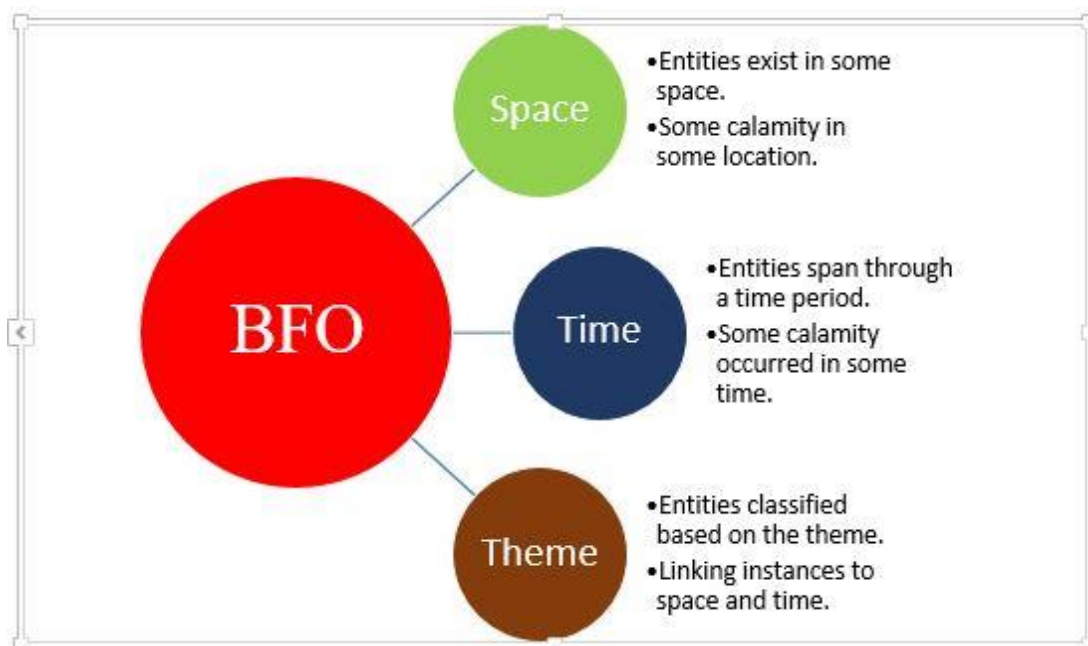 Space
•Entities exist in some
space.
•Some calamity in
some location.
BFO
Time
•Entities span through
a time period.
•Some calamity
occurred in some
time.
Theme
•Entities classified
based on the theme.
•Linking instances to
space and time.